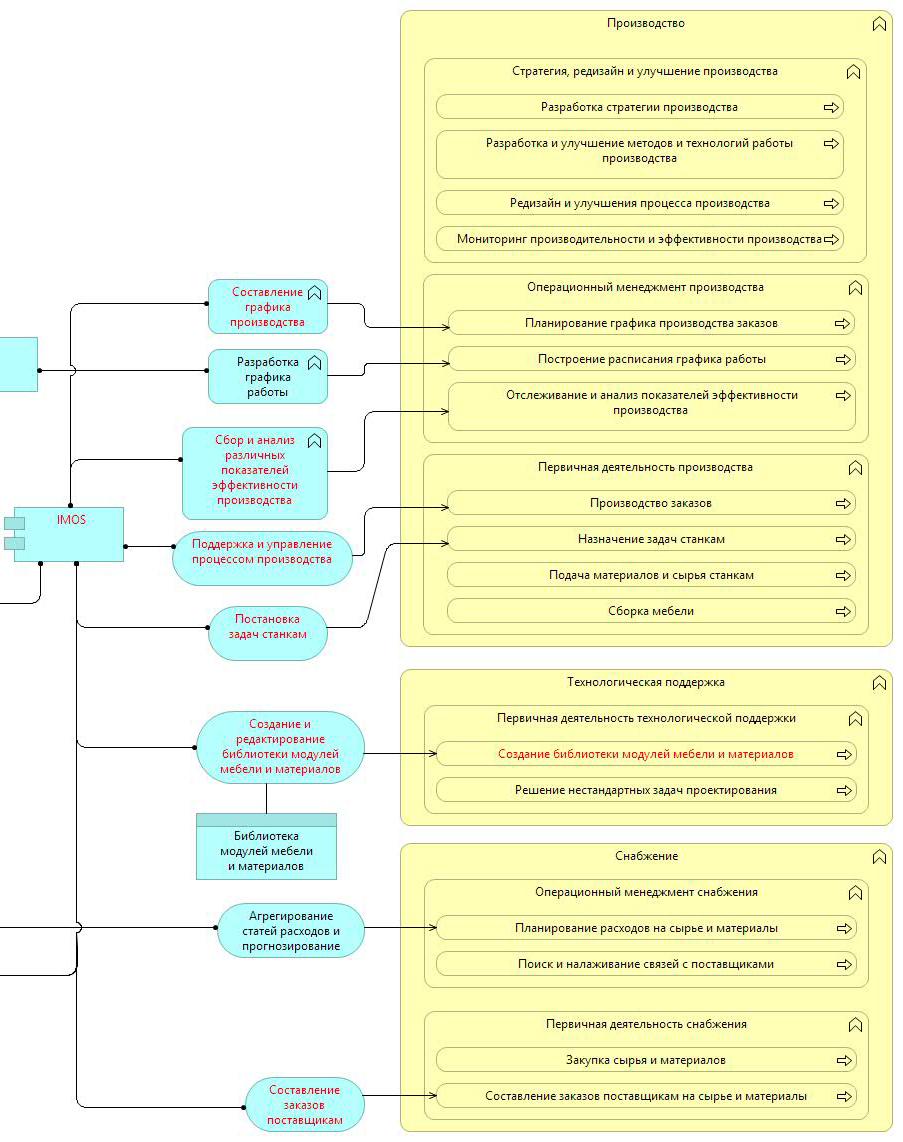 Производство
Стратегия, редизайн и улучшение производства
Разработка стратегии производства
Разработка и улучшение методов и технологий работы
производства
Редизайн и улучшения процесса производства
Мониторинг производительности и эффективности производства
Операционный менеджмент производства
Планирование графика производства заказов
Построение расписания графика работы
Отслеживание и анализ показателей эффективности
производства
Первичная деятельность производства
Производство заказов
Назначение задач станкам
Подача материалов и сырья станкам
Сборка мебели
Составление
графика
производства
Разработка
графика
работы
Сбор и анализ
различных
показателей
эффективности
производства
IMOS
Поддержка и управление
процессом производства
Постановка
задач станкам
Технологическая поддержка
Первичная деятельность технологической поддержки
Создание библиотеки модулей мебели и материалов
Решение нестандартных задач проектирования
Создание и
редактирование
библиотеки модулей
мебели и материалов
Библиотека
модулей мебели
и материалов
Снабжение
Операционный менеджмент снабжения
Планирование расходов на сырье и материалы
Поиск и налаживание связей с поставщиками
Агрегирование
статей расходов и
прогнозирование
Первичная деятельность снабжения
Закупка сырья и материалов
Составление заказов поставщикам на сырье и материалы
Составление
заказов
поставщикам